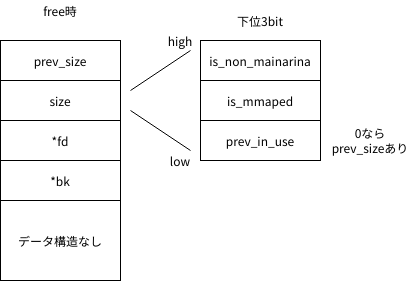 free時
下位3bit
high
prev_size
size
*fd
*bk
データ構造なし
is_non_mainarina
is_mmaped
prev_in_use
low
0なら
prev_sizeあり